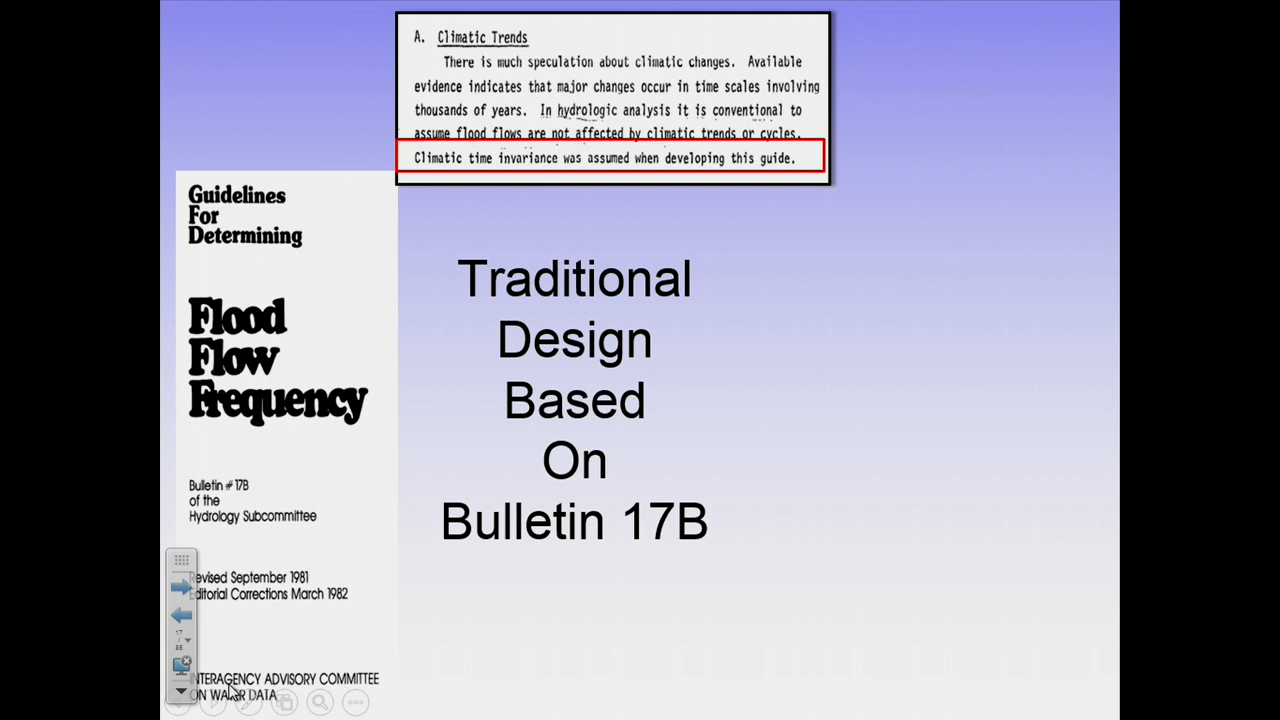 A. Climatic Trends
There is much speculation about climatic changes. Available
evidence indicates that major changes occur in time scales involving
thousands of years. In hydrologic analysis it is conventional to
assume flood flows are not affected by climatic trends or cycles.
Climatic time invariance was assumed when developing this guide.
Guidelines
For
Determining
Flood
Flow
Frequency
Bulletin # 17B
of the
Hydrology Subcommittee
Revised September 1981
Editorial Corrections March 1982
INTERAGENCY ADVISORY COMMITTEE
ON WATER DATA
Traditional
Design
Based
On
Bulletin 17B
17
/